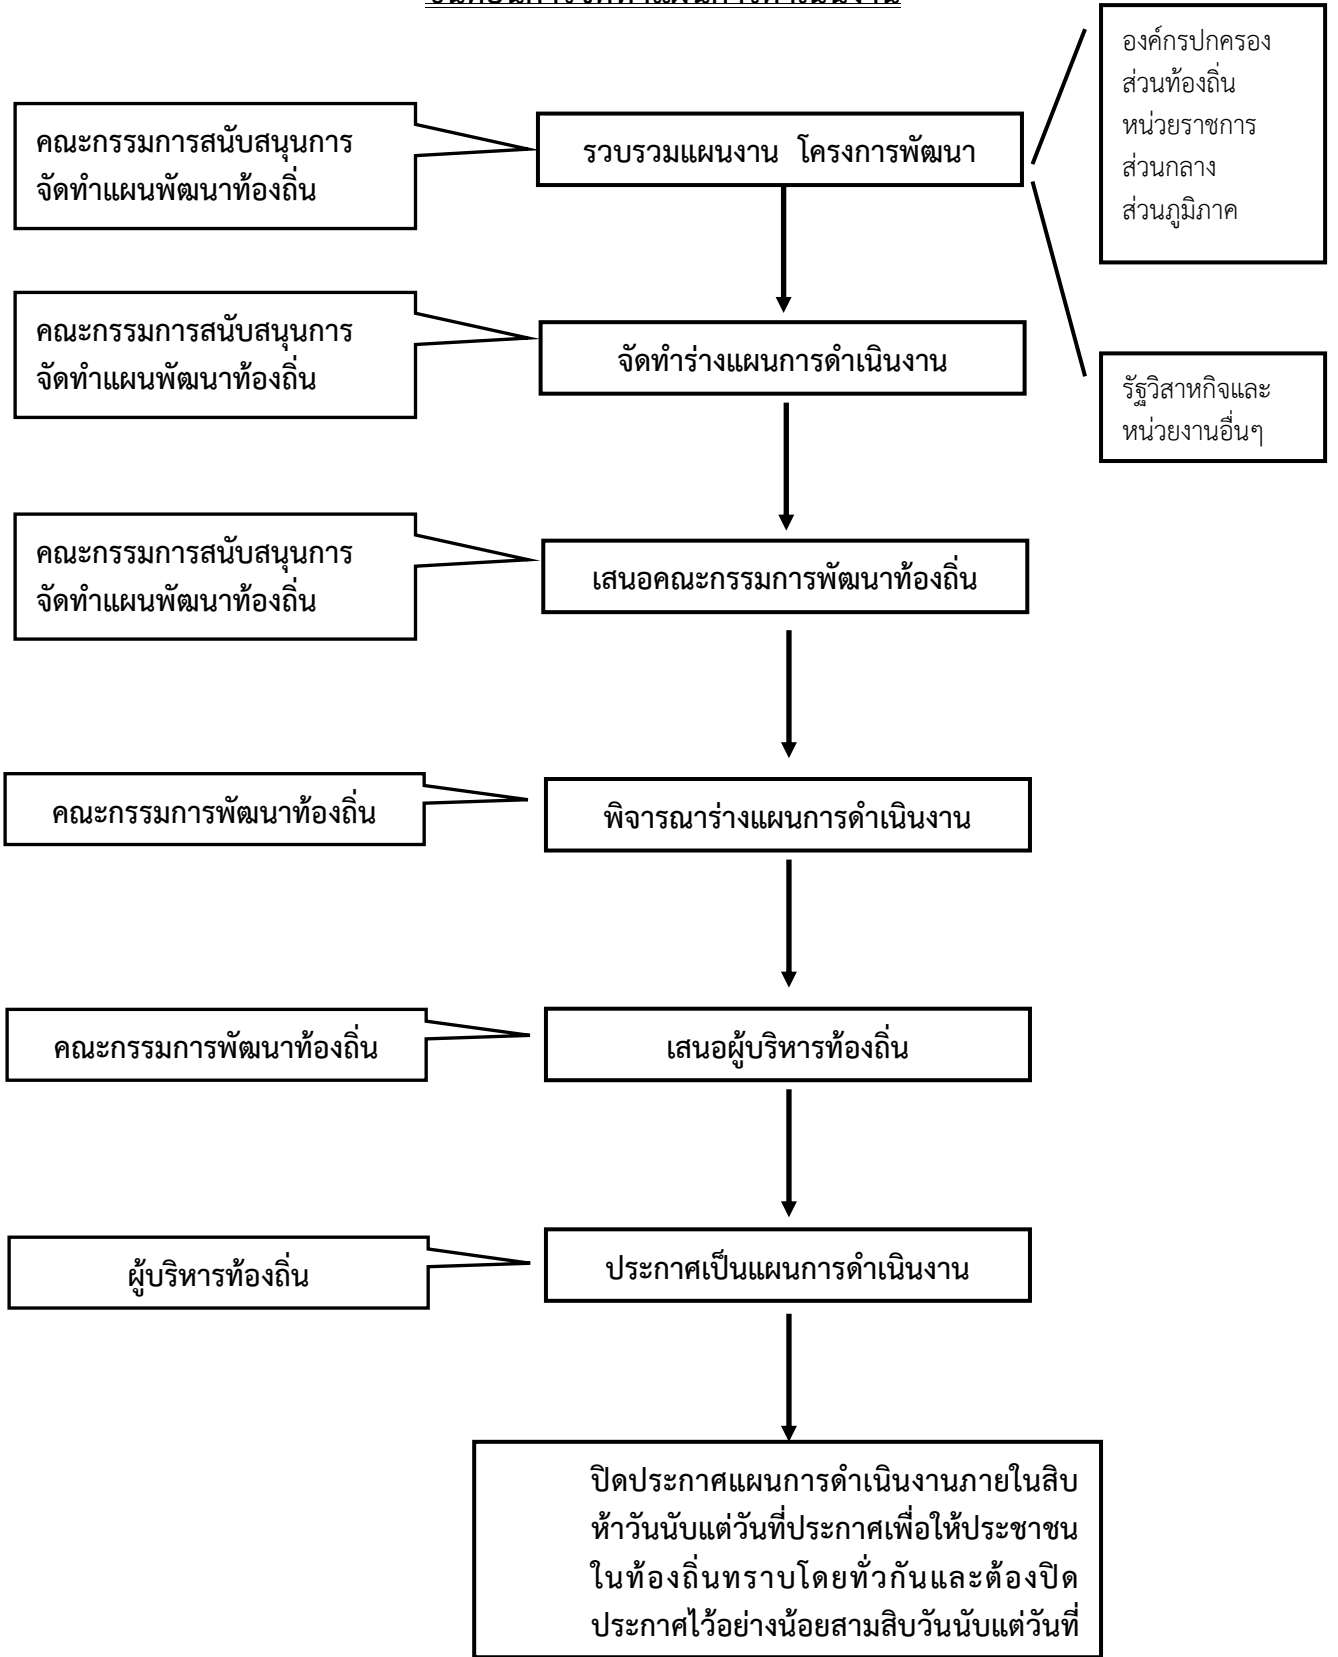 องค์กรปกครอง
ส่วนท้องถิ่น
หน่วยราชการ
ส่วนกลาง
ส่วนภูมิภาค
คณะกรรมการสนับสนุนการ
จัดทำแผนพัฒนาท้องถิ่น
รวบรวมแผนงาน โครงการพัฒนา
คณะกรรมการสนับสนุนการ
จัดทำแผนพัฒนาท้องถิ่น
จัดทำร่างแผนการดำเนินงาน
รัฐวิสาหกิจและ
หน่วยงานอื่นๆ
คณะกรรมการสนับสนุนการ
จัดทำแผนพัฒนาท้องถิ่น
เสนอคณะกรรมการพัฒนาท้องถิ่น
คณะกรรมการพัฒนาท้องถิ่น
พิจารณาร่างแผนการดำเนินงาน
คณะกรรมการพัฒนาท้องถิ่น
เสนอผู้บริหารท้องถิ่น
ผู้บริหารท้องถิ่น
ประกาศเป็นแผนการดำเนินงาน
ปิดประกาศแผนการดำเนินงานภายในสิบ
ห้าวันนับแต่วันที่ประกาศเพื่อให้ประชาชน
ในท้องถิ่นทราบโดยทั่วกันและต้องปิด
ประกาศไว้อย่างน้อยสามสิบวันนับแต่วันที่